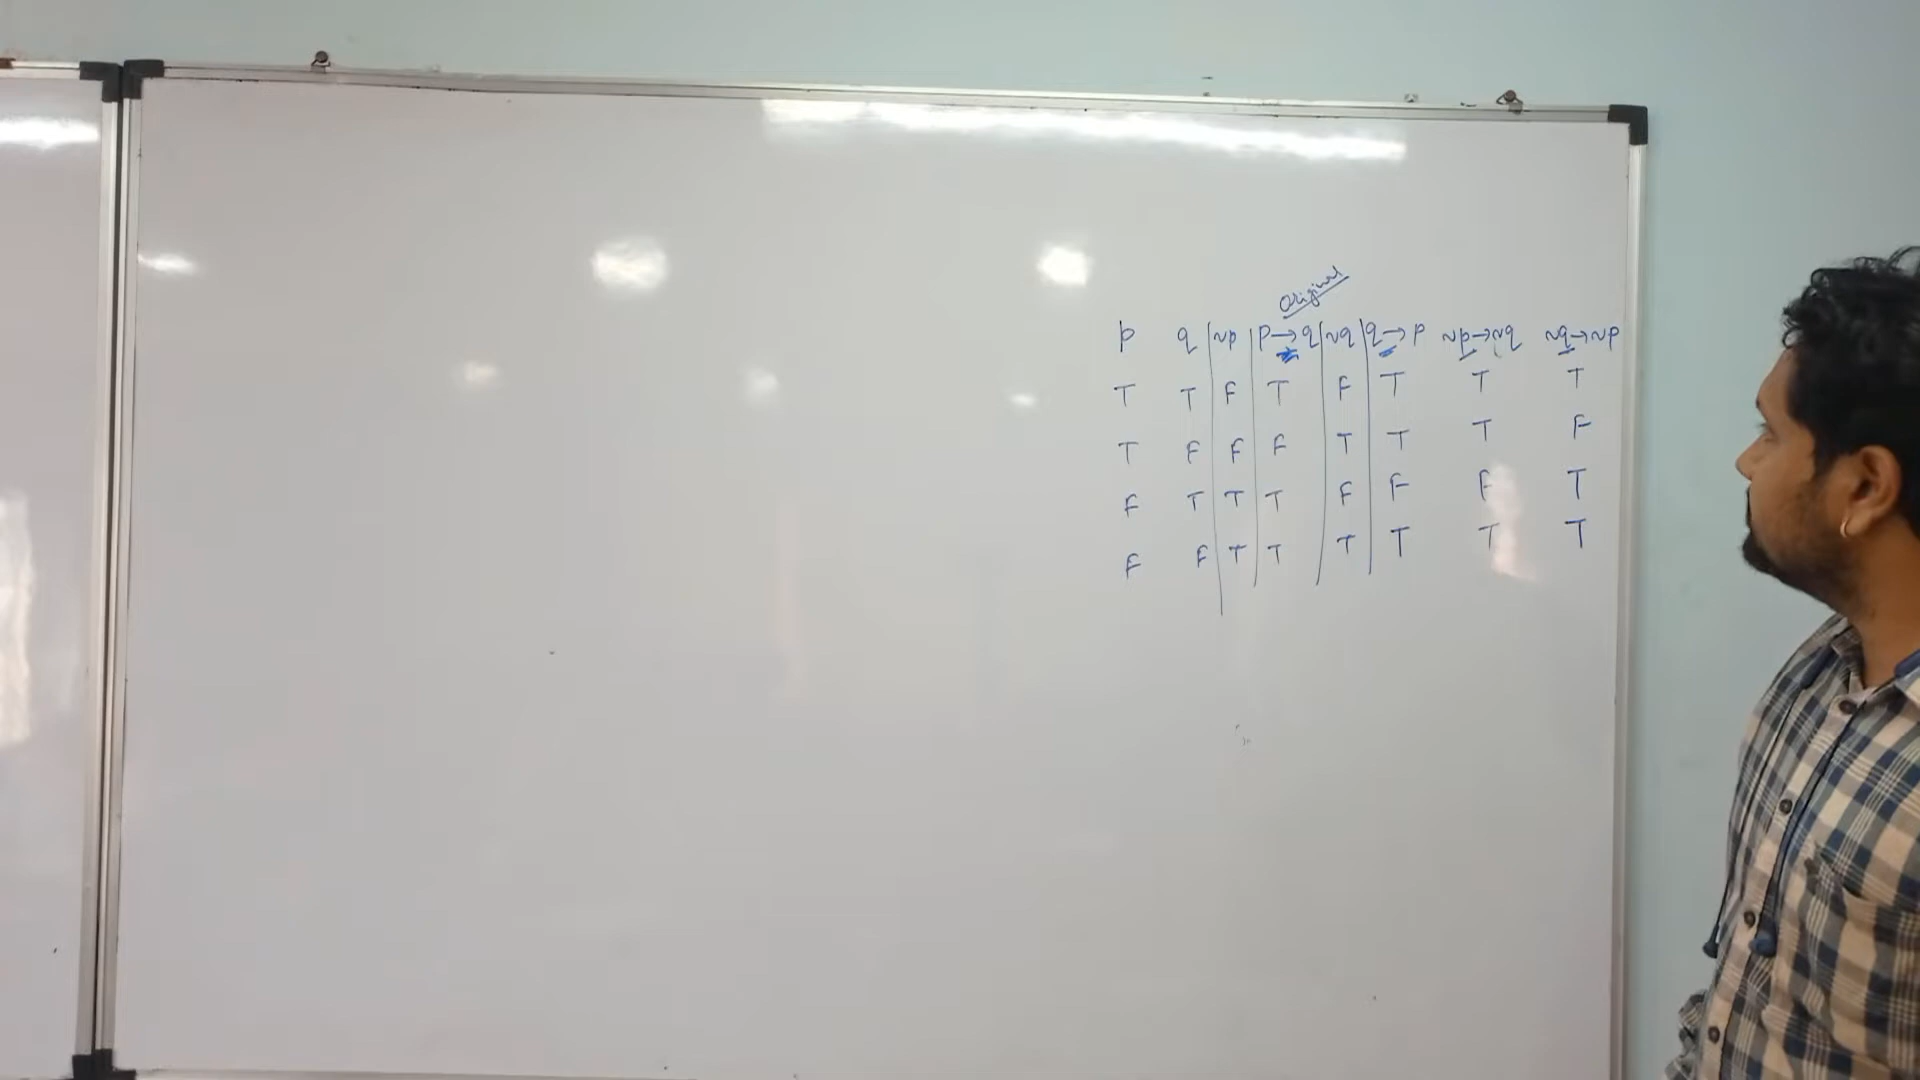 Original
p q ~p p→q ~q q→p ~p→~q ~q→~p
T T F T F T T T
T F F F T T T F
F T T T F F F T
F F T T T T T T